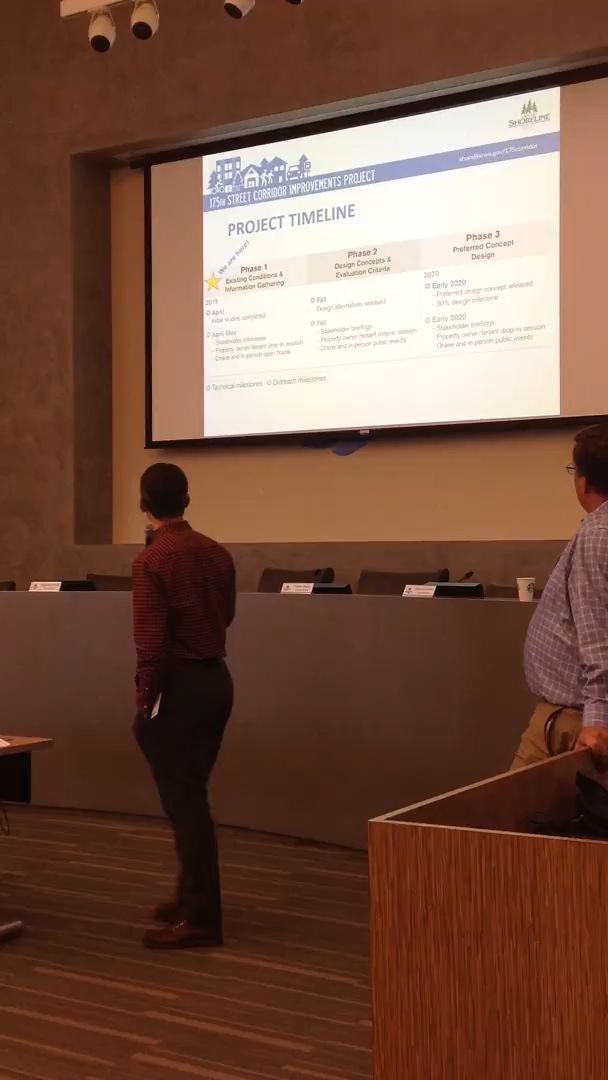 SHORELINE
shorelinewa.gov/175corridor
175TH STREET CORRIDOR IMPROVEMENTS PROJECT
PROJECT TIMELINE
We are here!
Phase 1
Existing Conditions &
Information Gathering
2019
April
Initial studies completed
April-May
- Stakeholder interviews
- Property owner/tenant drop-in session
- Online and in-person open house
Phase 2
Design Concepts &
Evaluation Criteria
Fall
Design alternatives released
Fall
- Stakeholder briefings
- Property owner/tenant drop-in session
- Online and in-person public events
Phase 3
Preferred Concept
Design
2020
Early 2020
- Preferred design concept released
- 30% design milestone
Early 2020
- Stakeholder briefings
- Property owner/tenant drop-in session
- Online and in-person public events
Technical milestones Outreach milestones